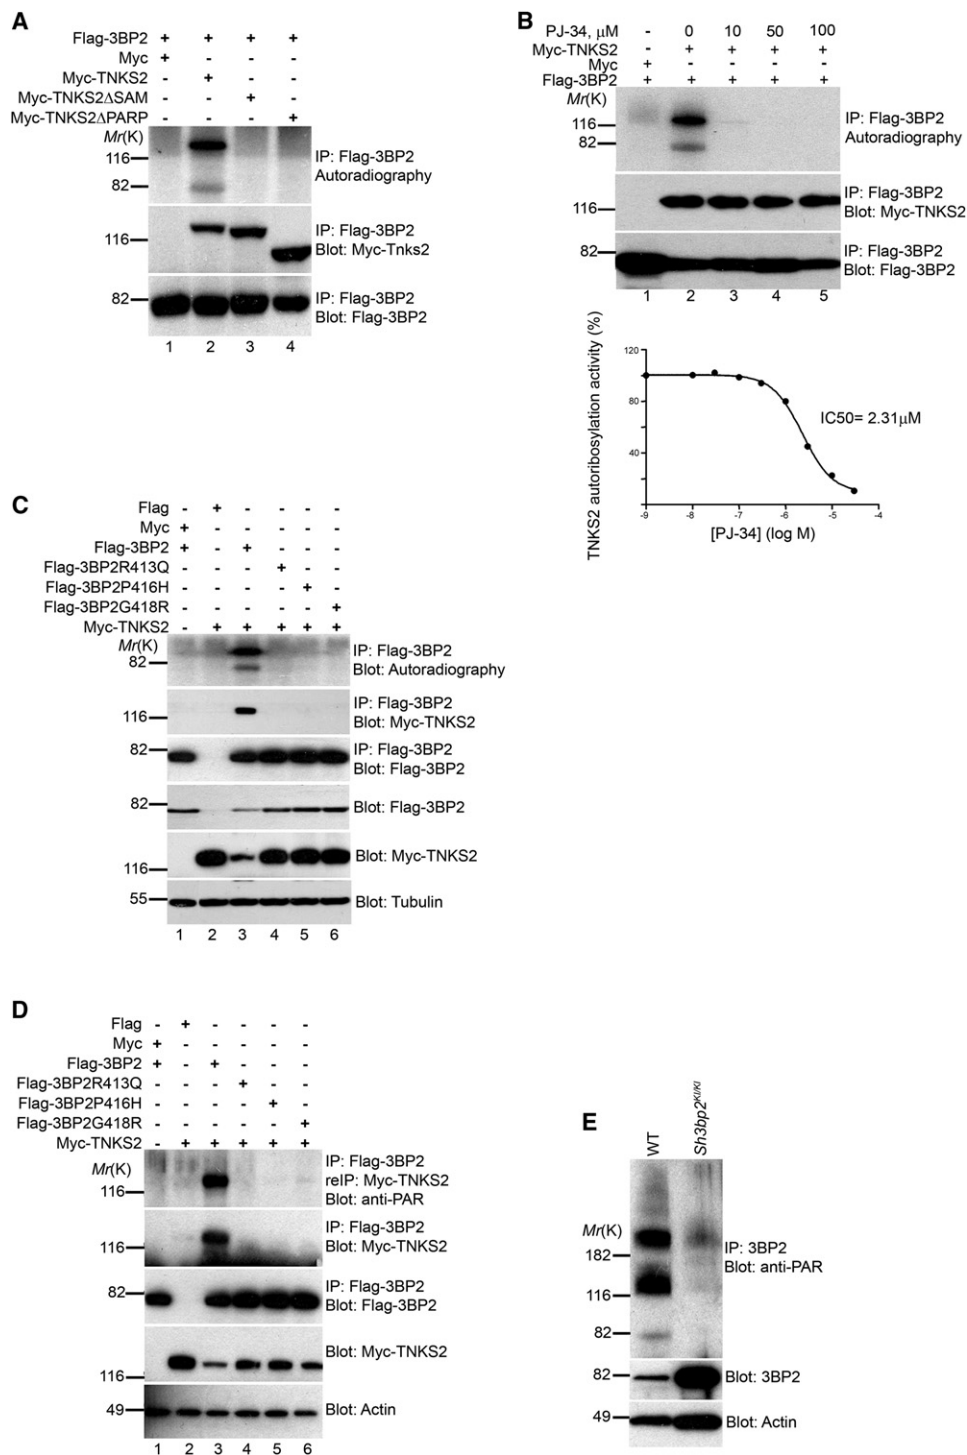 A
Flag-3BP2 + + + +
Myc + - - -
Myc-TNKS2 - + - -
Myc-TNKS2ΔSAM - - + -
Myc-TNKS2ΔPARP - - - +
Mr(K)
116
82
IP: Flag-3BP2
Autoradiography
116
IP: Flag-3BP2
Blot: Myc-Tnks2
82
IP: Flag-3BP2
Blot: Flag-3BP2
1 2 3 4
B
PJ-34, μM - 0 10 50 100
Myc-TNKS2 - + + + +
Myc + - - - -
Flag-3BP2 + + + + +
Mr(K)
116
82
IP: Flag-3BP2
Autoradiography
116
IP: Flag-3BP2
Blot: Myc-TNKS2
82
IP: Flag-3BP2
Blot: Flag-3BP2
1 2 3 4 5
TNKS2 autoribosylation activity (%)
120
80
40
IC50= 2.31μM
-9 -8 -7 -6 -5 -4
[PJ-34] (log M)
C
Flag - + - - - -
Myc + - - - - -
Flag-3BP2 + - + - - -
Flag-3BP2R413Q - - - + - -
Flag-3BP2P416H - - - - + -
Flag-3BP2G418R - - - - - +
Myc-TNKS2 - + + + + +
Mr(K)
82
IP: Flag-3BP2
Blot: Autoradiography
116
IP: Flag-3BP2
Blot: Myc-TNKS2
82
IP: Flag-3BP2
Blot: Flag-3BP2
82
Blot: Flag-3BP2
116
Blot: Myc-TNKS2
55
Blot: Tubulin
1 2 3 4 5 6
D
Flag - + - - - -
Myc + - - - - -
Flag-3BP2 + - + - - -
Flag-3BP2R413Q - - - + - -
Flag-3BP2P416H - - - - + -
Flag-3BP2G418R - - - - - +
Myc-TNKS2 - + + + + +
Mr(K)
116
IP: Flag-3BP2
reIP: Myc-TNKS2
Blot: anti-PAR
116
IP: Flag-3BP2
Blot: Myc-TNKS2
82
IP: Flag-3BP2
Blot: Flag-3BP2
116
Blot: Myc-TNKS2
49
Blot: Actin
1 2 3 4 5 6
E
WT
Sh3bp2KI/KI
Mr(K)
182
116
82
IP: 3BP2
Blot: anti-PAR
82
Blot: 3BP2
49
Blot: Actin